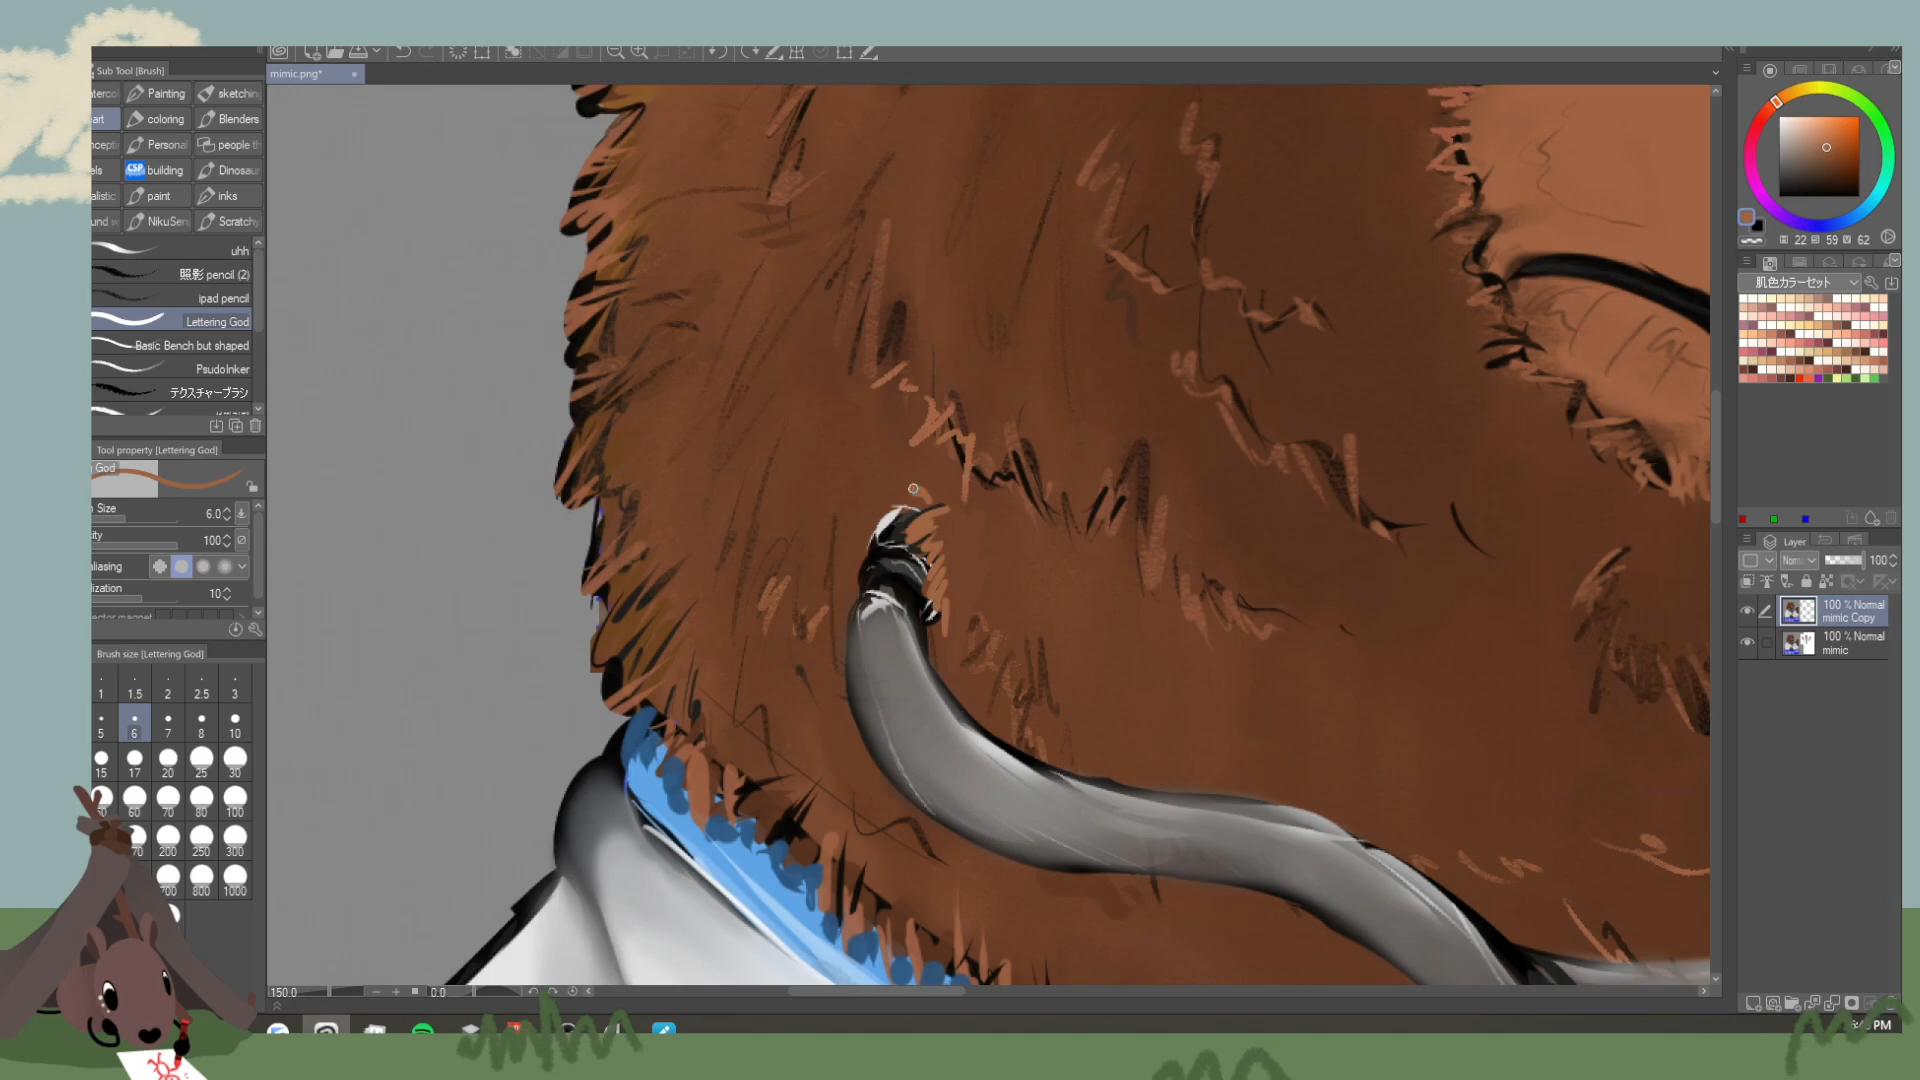 Sub Tool [Brush]
mimic.png*
Painting
coloring
Blenders
Personal
people th
CSP
building
Dinosau
paint
inks
NikuSen
Scratchy
uhh
照影 pencil (2)
ipad pencil
Lettering God
Basic Bench but shaped
PsudoInker
テクスチャーブラシ
Tool property [Lettering God]
God
Size 6.0
100
10
Brush size [Lettering God]
1 1.5 2 2.5 3
5 6 7 8 10
15 17 20 25 30
60 70 80 100
200 250 300
700 800 1000
150.0 0.0
22 59 62
肌色カラーセット
Layer
100
100 % Normal
mimic Copy
100 % Normal
mimic
PM